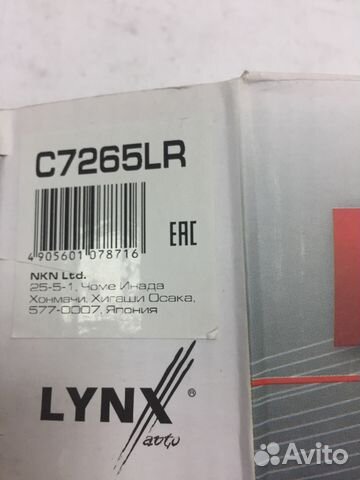 C7265LR
4 905601 078716
EAC
NKN Ltd.
25-5-1, Чоме Инада
Хонмачи, Хигаши Осака,
577-0007, Япония
LYNX®
auto
Avito